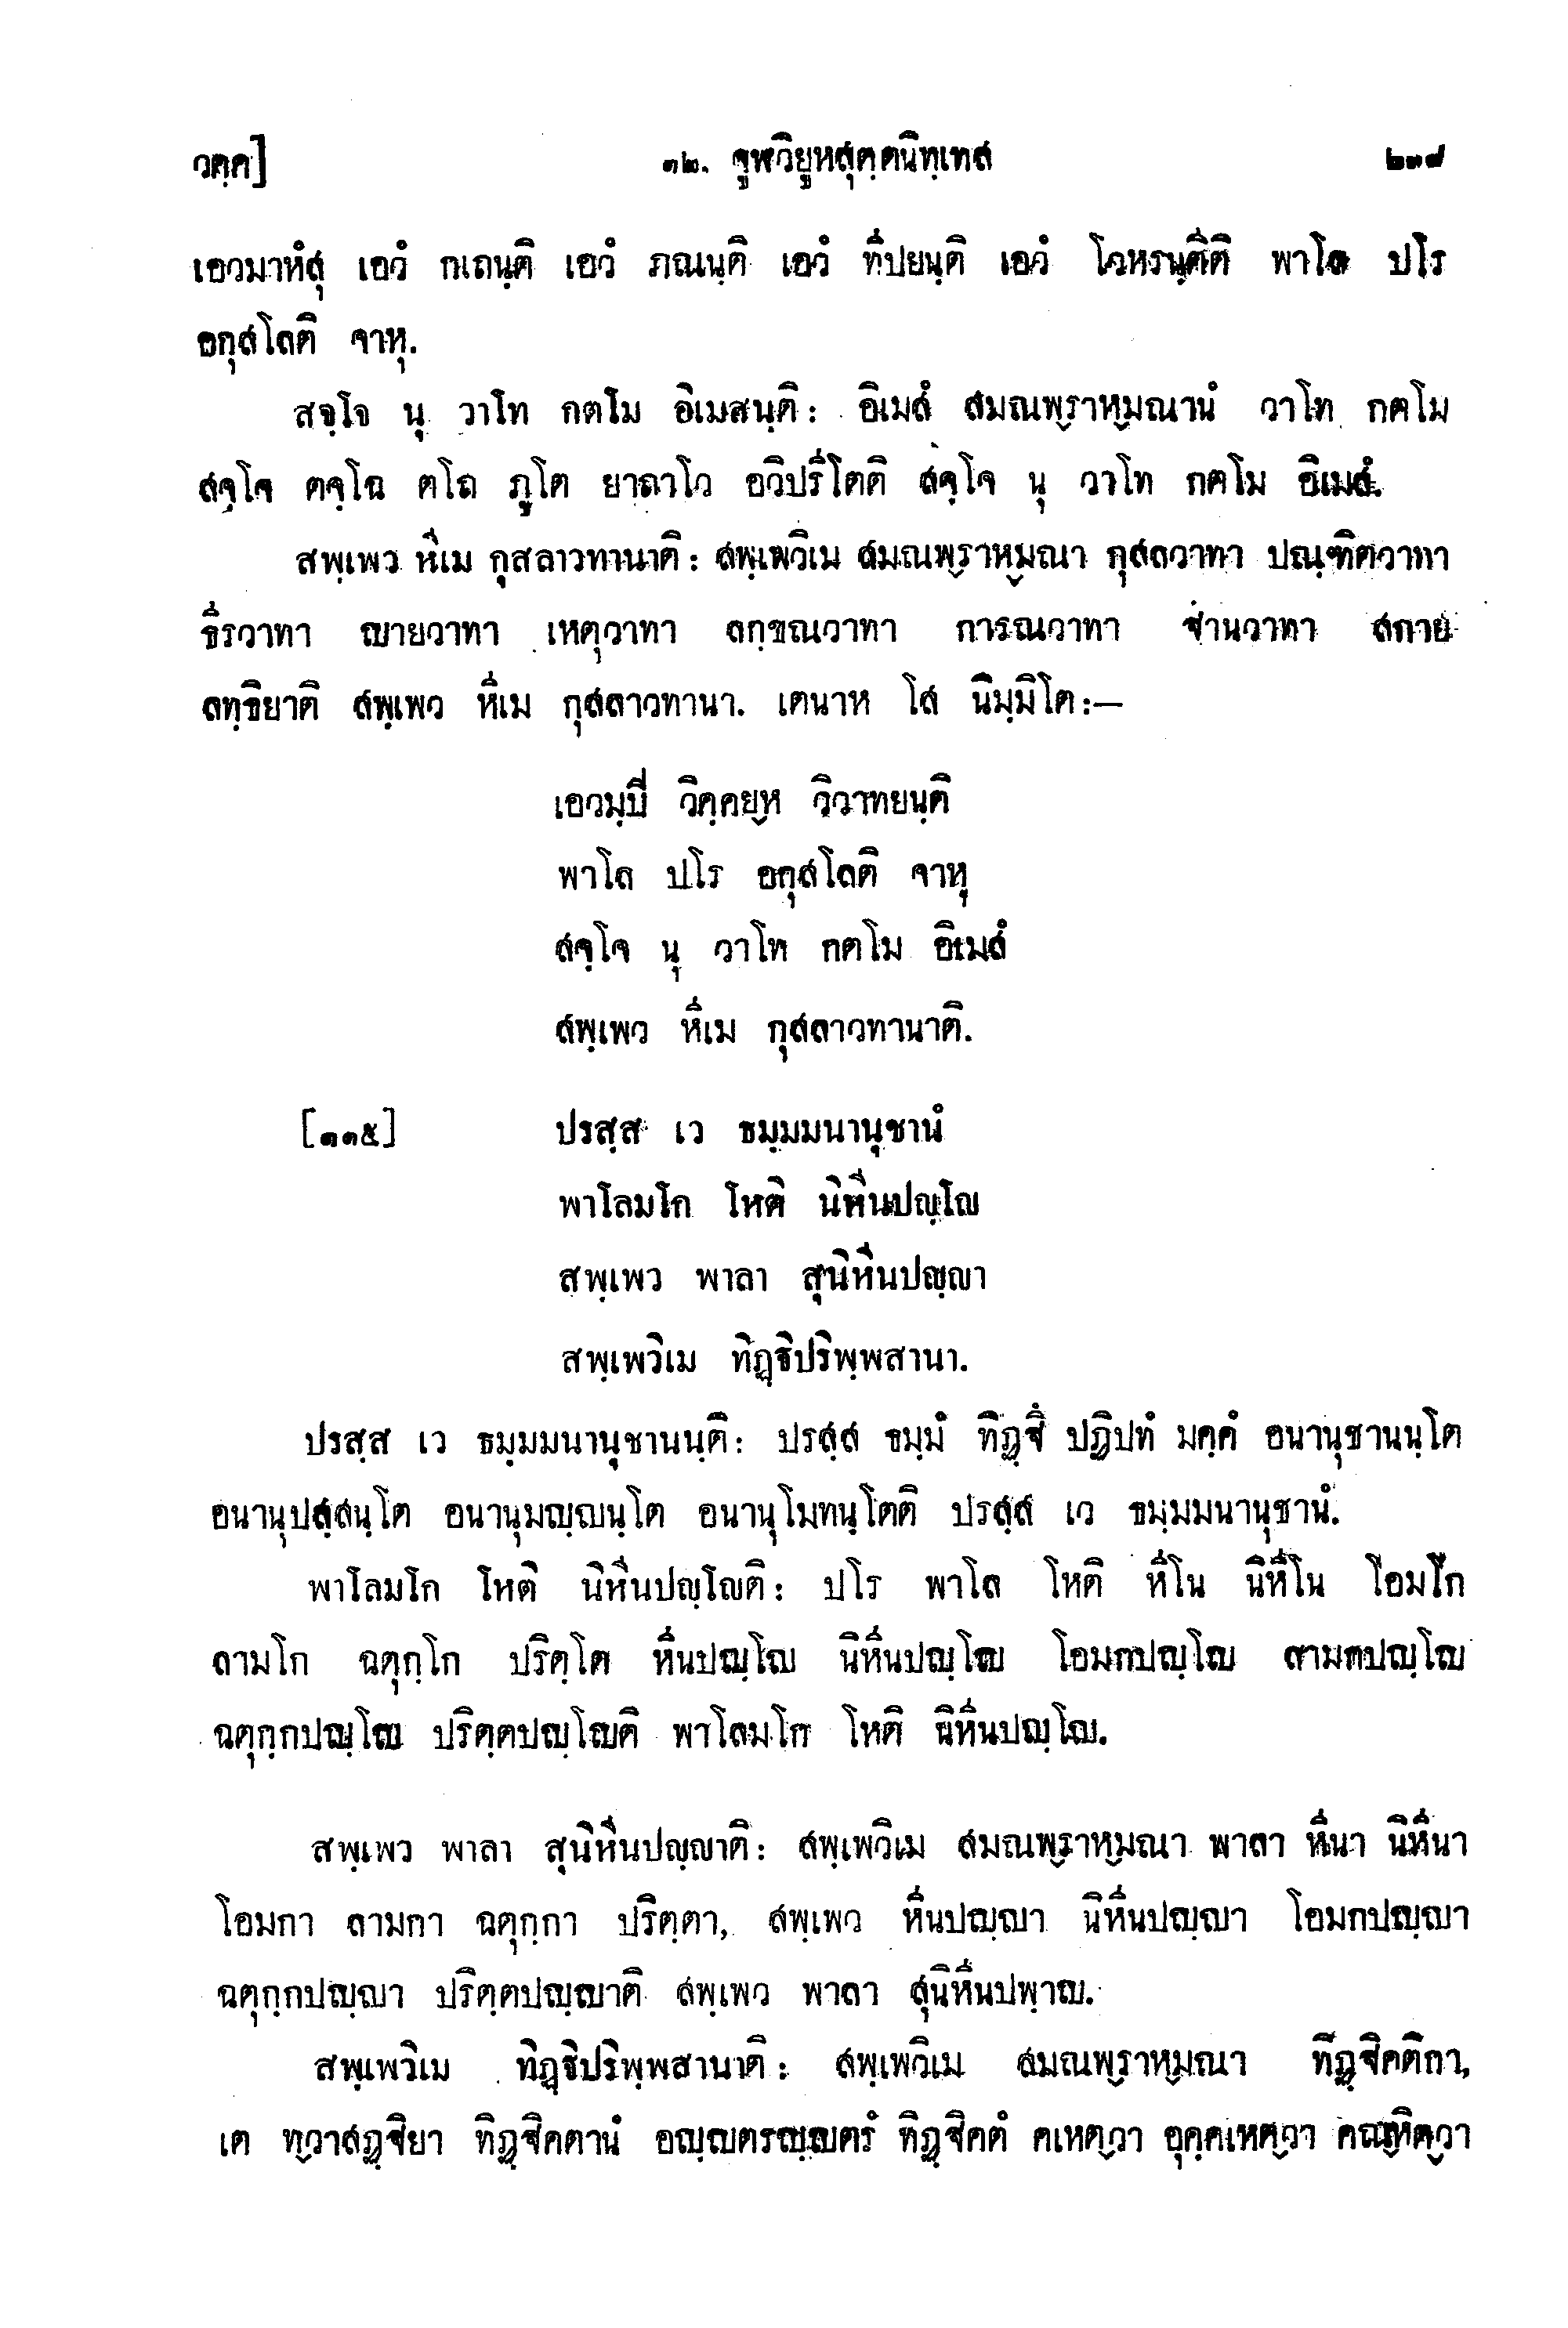 วคฺค]
๑๒. จูฬวิยูหสุตฺตนิทฺเทส
๒๓๗
เอวมาหํสุ เอวํ กเถนฺติ เอวํ ภณนฺติ เอวํ ทีปยนฺติ เอวํ โวหรนฺตีติ พาโล ปโร
อกุสโลติ จาหุ.
สจฺโจ นุ วาโท กตโม อิเมสนฺติ: อิเมสํ สมณพฺราหฺมณานํ วาโท กตโม
สจฺโจ ตจฺโฉ ตโถ ภูโต ยาถาโว อวิปรีโตติ สจฺโจ นุ วาโท กตโม อิเมสํ.
สพฺเพว หีเม กุสลาวทานาติ: สพฺเพวิเม สมณพฺราหฺมณา กุสลวาทา ปณฺฑิตวาทา
ธีรวาทา ญายวาทา เหตุวาทา ลกฺขณวาทา การณวาทา ฐานวาทา สกาย
ลทฺธิยาติ สพฺเพว หีเม กุสลาวทานา. เตนาห โส นิมฺมิโต:—
เอวมฺปี วิคฺคยฺห วิวาทยนฺติ
พาโล ปโร อกุสโลติ จาหุ
สจฺโจ นุ วาโท กตโม อิเมสํ
สพฺเพว หีเม กุสลาวทานาติ.
[๑๑๕] ปรสฺส เว ธมฺมมนานุชานํ
พาโลมโก โหติ นิหีนปญฺโญ
สพฺเพว พาลา สุนิหีนปญฺญา
สพฺเพวิเม ทิฏฺฐิปริพฺพสานา.
ปรสฺส เว ธมฺมมนานุชานนฺติ: ปรสฺส ธมฺมํ ทิฏฺฐึ ปฏิปทํ มคฺคํ อนานุชานนฺโต
อนานุปสฺสนฺโต อนานุมญฺญนฺโต อนานุโมทนฺโตติ ปรสฺส เว ธมฺมมนานุชานํ.
พาโลมโก โหติ นิหีนปญฺโญติ: ปโร พาโล โหติ หีโน นิหีโน โอมโก
ลามโก ฉตุกฺโก ปริตฺโต หีนปญฺโญ นิหีนปญฺโญ โอมกปญฺโญ ลามกปญฺโญ
ฉตุกฺกปญฺโญ ปริตฺตปญฺโญติ พาโลมโก โหติ นิหีนปญฺโญ.
สพฺเพว พาลา สุนิหีนปญฺญาติ: สพฺเพวิเม สมณพฺราหฺมณา พาลา หีนา นิหีนา
โอมกา ลามกา ฉตุกฺกา ปริตฺตา, สพฺเพว หีนปญฺญา นิหีนปญฺญา โอมกปญฺญา
ฉตุกฺกปญฺญา ปริตฺตปญฺญาติ สพฺเพว พาลา สุนิหีนปพฺาญ.
สพฺเพวิเม ทิฏฺฐิปริพฺพสานาติ: สพฺเพวิเม สมณพฺราหฺมณา ทิฏฺฐิคติกา,
เต ทฺวาสฏฺฐิยา ทิฏฺฐิคตานํ อญฺญตรญฺญตรํ ทิฏฺฐิคตํ คเหตฺวา อุคฺคเหตฺวา คณฺหิตฺวา